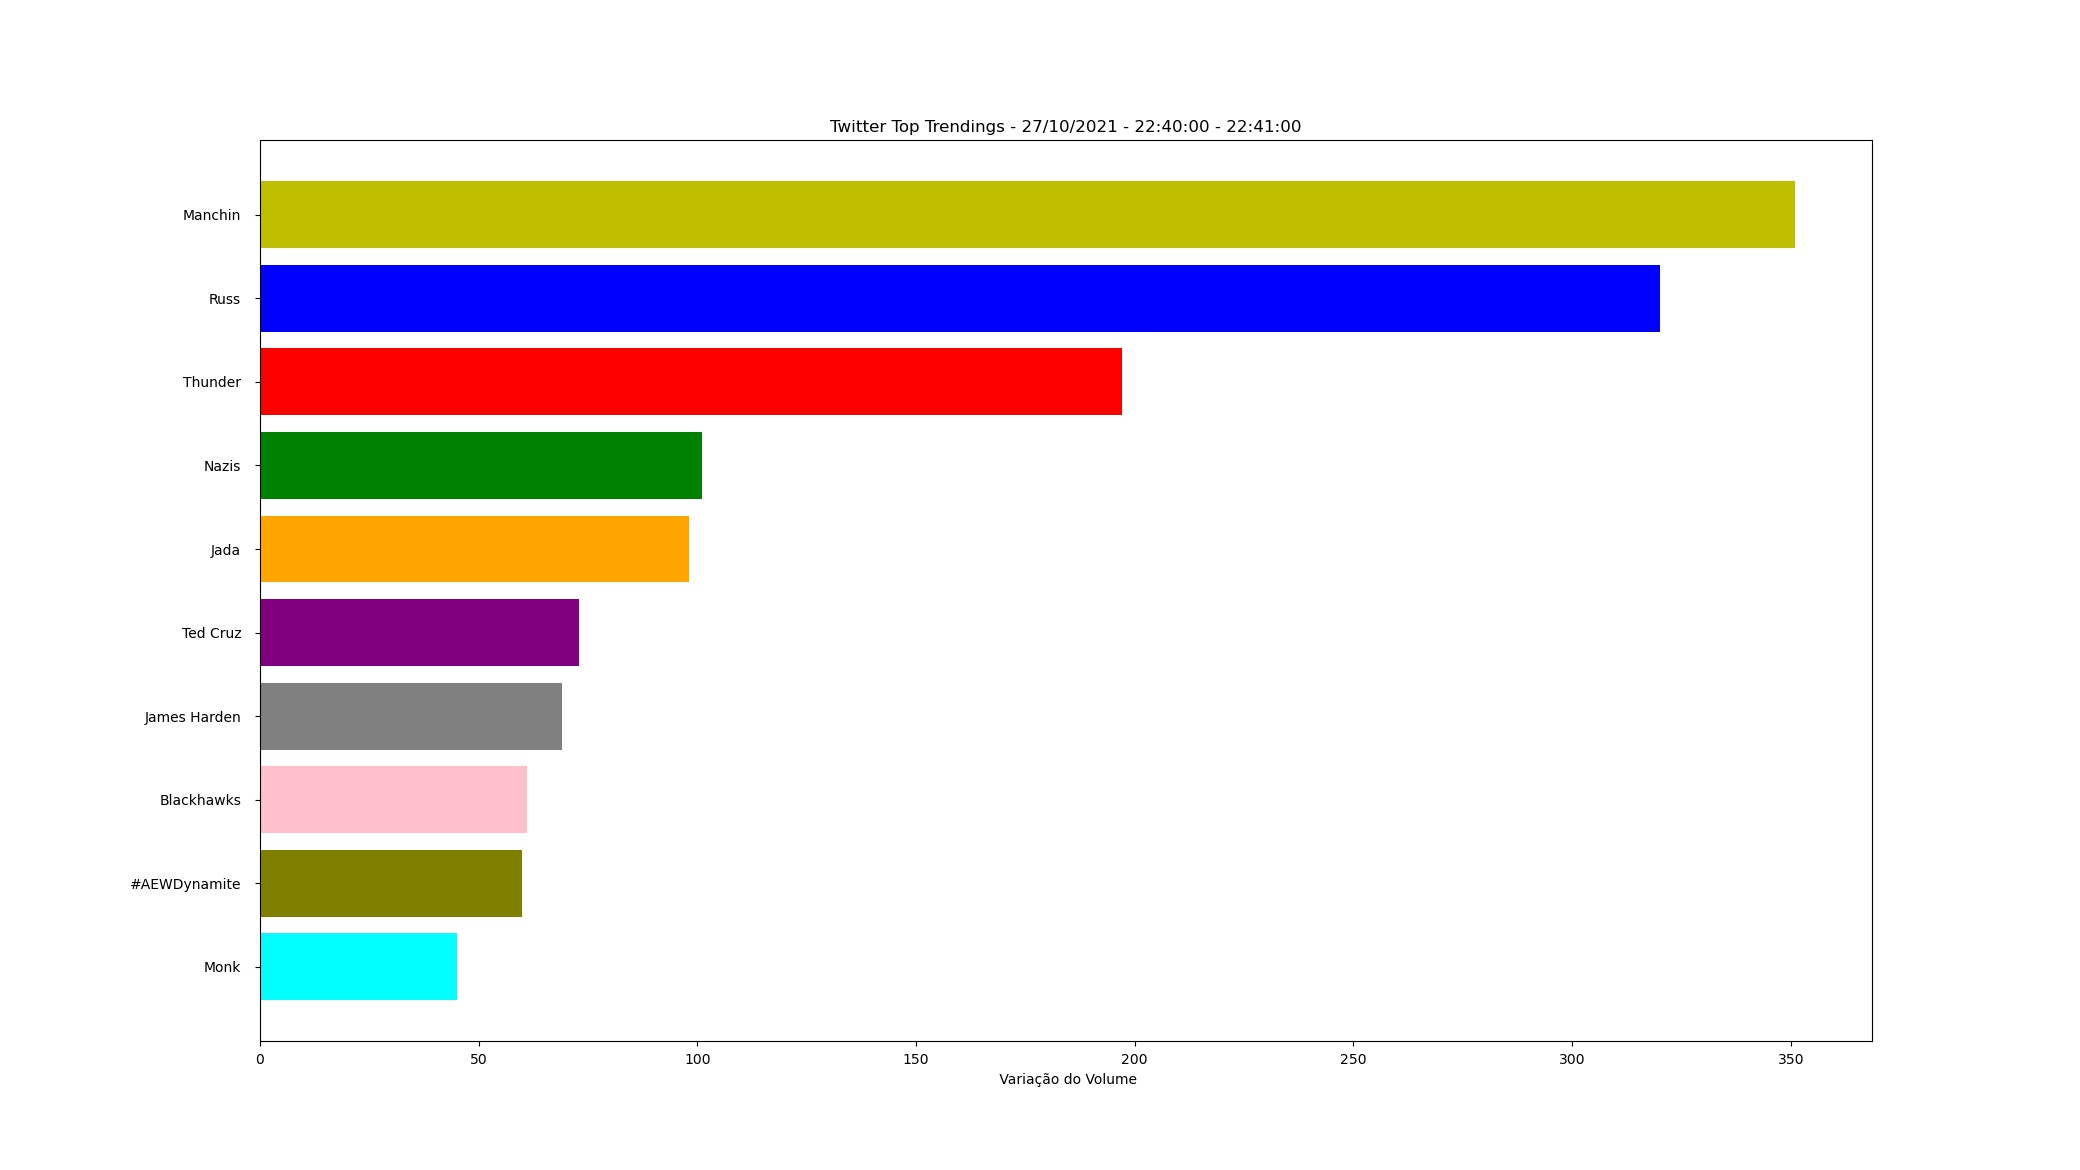 Twitter Top Trendings - 27/10/2021 - 22:40:00 - 22:41:00
Manchin
Russ
Thunder
Nazis
Jada
Ted Cruz
James Harden
Blackhawks
#AEWDynamite
Monk
0 50 100 150 200 250 300 350
Variação do Volume